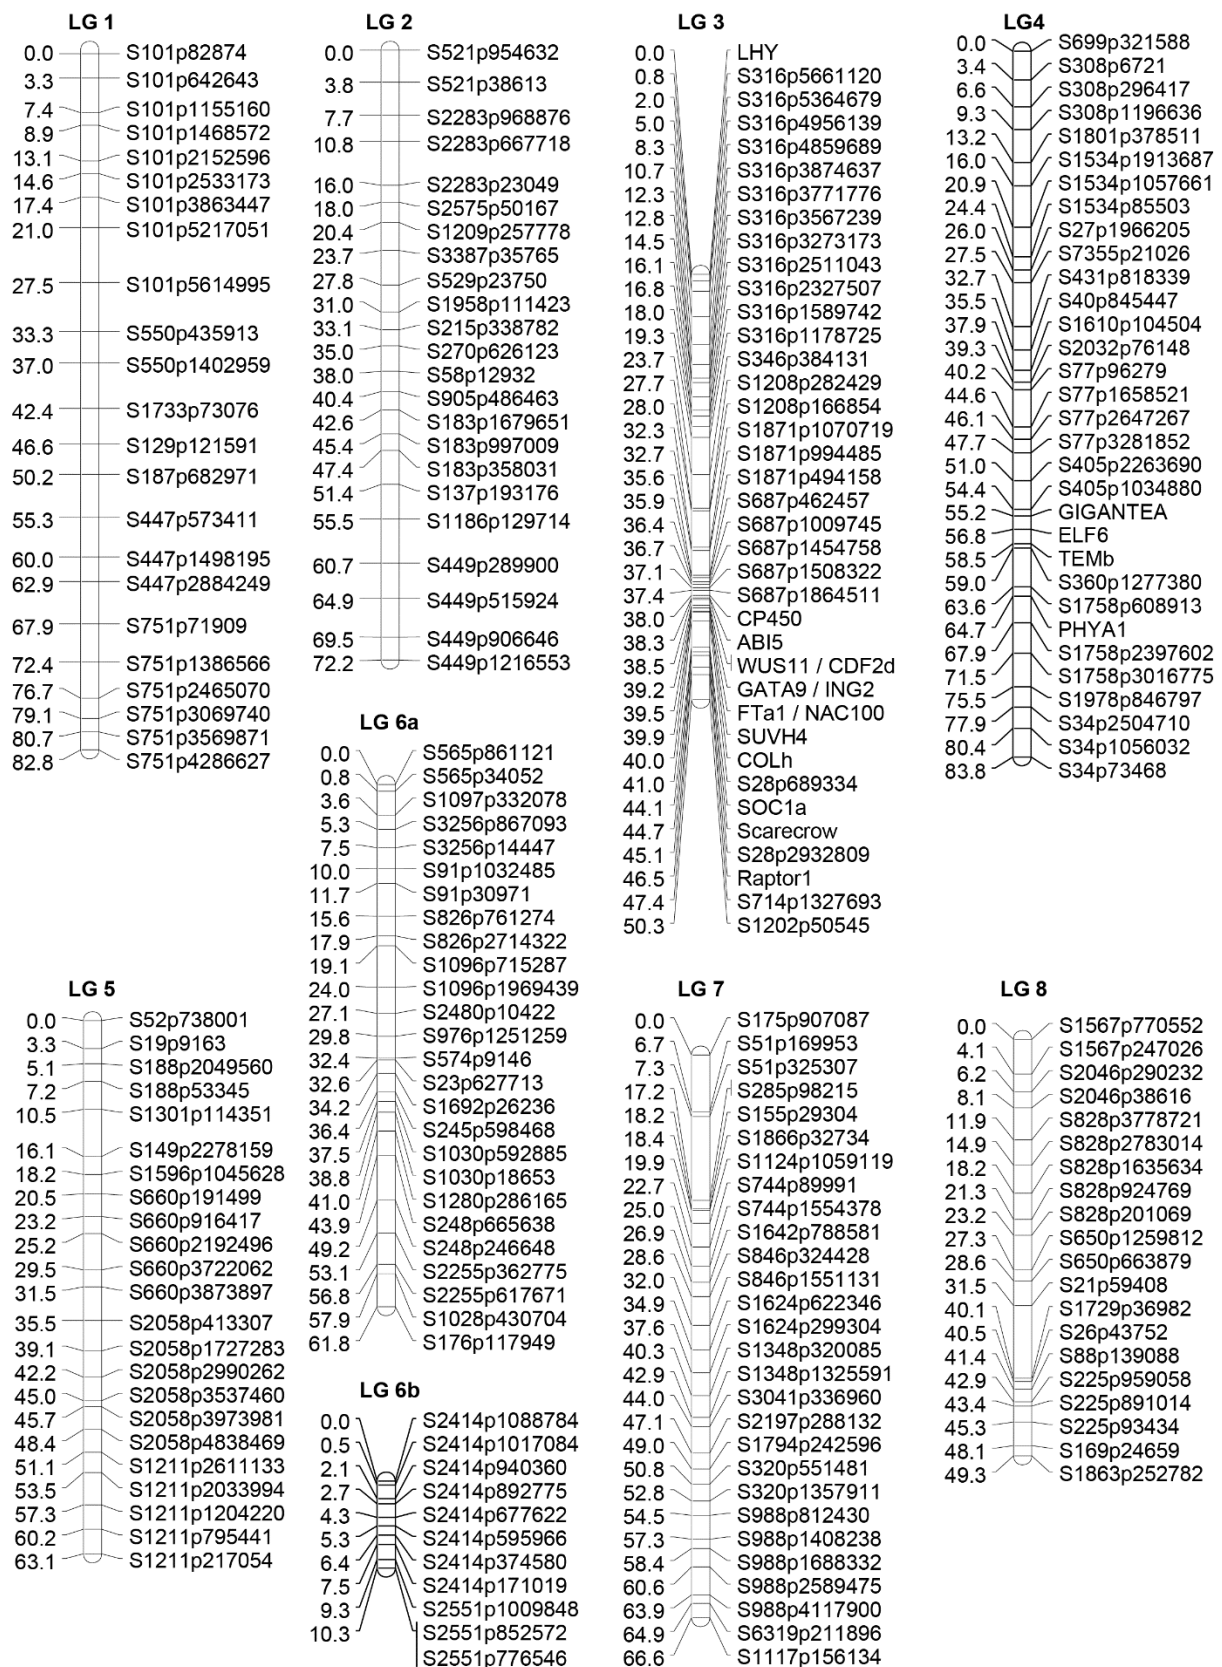 LG 1
0.0 S101p82874
3.3 S101p642643
7.4 S101p1155160
8.9 S101p1468572
13.1 S101p2152596
14.6 S101p2533173
17.4 S101p3863447
21.0 S101p5217051
27.5 S101p5614995
33.3 S550p435913
37.0 S550p1402959
42.4 S1733p73076
46.6 S129p121591
50.2 S187p682971
55.3 S447p573411
60.0 S447p1498195
62.9 S447p2884249
67.9 S751p71909
72.4 S751p1386566
76.7 S751p2465070
79.1 S751p3069740
80.7 S751p3569871
82.8 S751p4286627
LG 2
0.0 S521p954632
3.8 S521p38613
7.7 S2283p968876
10.8 S2283p667718
16.0 S2283p23049
18.0 S2575p50167
20.4 S1209p257778
23.7 S3387p35765
27.8 S529p23750
31.0 S1958p111423
33.1 S215p338782
35.0 S270p626123
38.0 S58p12932
40.4 S905p486463
42.6 S183p1679651
45.4 S183p997009
47.4 S183p358031
51.4 S137p193176
55.5 S1186p129714
60.7 S449p289900
64.9 S449p515924
69.5 S449p906646
72.2 S449p1216553
LG 3
0.0 LHY
0.8 S316p5661120
2.0 S316p5364679
5.0 S316p4956139
8.3 S316p4859689
10.7 S316p3874637
12.3 S316p3771776
12.8 S316p3567239
14.5 S316p3273173
16.1 S316p2511043
16.8 S316p2327507
18.0 S316p1589742
19.3 S316p1178725
23.7 S346p384131
27.7 S1208p282429
28.0 S1208p166854
32.3 S1871p1070719
32.7 S1871p994485
35.6 S1871p494158
35.9 S687p462457
36.4 S687p1009745
36.7 S687p1454758
37.1 S687p1508322
37.4 S687p1864511
38.0 CP450
38.3 ABI5
38.5 WUS11 / CDF2d
39.2 GATA9 / ING2
39.5 FTa1 / NAC100
39.9 SUVH4
40.0 COLh
41.0 S28p689334
44.1 SOC1a
44.7 Scarecrow
45.1 S28p2932809
46.5 Raptor1
47.4 S714p1327693
50.3 S1202p50545
LG4
0.0 S699p321588
3.4 S308p6721
6.6 S308p296417
9.3 S308p1196636
13.2 S1801p378511
16.0 S1534p1913687
20.9 S1534p1057661
24.4 S1534p85503
26.0 S27p1966205
27.5 S7355p21026
32.7 S431p818339
35.5 S40p845447
37.9 S1610p104504
39.3 S2032p76148
40.2 S77p96279
44.6 S77p1658521
46.1 S77p2647267
47.7 S77p3281852
51.0 S405p2263690
54.4 S405p1034880
55.2 GIGANTEA
56.8 ELF6
58.5 TEMb
59.0 S360p1277380
63.6 S1758p608913
64.7 PHYA1
67.9 S1758p2397602
71.5 S1758p3016775
75.5 S1978p846797
77.9 S34p2504710
80.4 S34p1056032
83.8 S34p73468
LG 5
0.0 S52p738001
3.3 S19p9163
5.1 S188p2049560
7.2 S188p53345
10.5 S1301p114351
16.1 S149p2278159
18.2 S1596p1045628
20.5 S660p191499
23.2 S660p916417
25.2 S660p2192496
29.5 S660p3722062
31.5 S660p3873897
35.5 S2058p413307
39.1 S2058p1727283
42.2 S2058p2990262
45.0 S2058p3537460
45.7 S2058p3973981
48.4 S2058p4838469
51.1 S1211p2611133
53.5 S1211p2033994
57.3 S1211p1204220
60.2 S1211p795441
63.1 S1211p217054
LG 6a
0.0 S565p861121
0.8 S565p34052
3.6 S1097p332078
5.3 S3256p867093
7.5 S3256p14447
10.0 S91p1032485
11.7 S91p30971
15.6 S826p761274
17.9 S826p2714322
19.1 S1096p715287
24.0 S1096p1969439
27.1 S2480p10422
29.8 S976p1251259
32.4 S574p9146
32.6 S23p627713
34.2 S1692p26236
36.4 S245p598468
37.5 S1030p592885
38.8 S1030p18653
41.0 S1280p286165
43.9 S248p665638
49.2 S248p246648
53.1 S2255p362775
56.8 S2255p617671
57.9 S1028p430704
61.8 S176p117949
LG 6b
0.0 S2414p1088784
0.5 S2414p1017084
2.1 S2414p940360
2.7 S2414p892775
4.3 S2414p677622
5.3 S2414p595966
6.4 S2414p374580
7.5 S2414p171019
9.3 S2551p1009848
10.3 S2551p852572
S2551p776546
LG 7
0.0 S175p907087
6.7 S51p169953
7.3 S51p325307
17.2 S285p98215
18.2 S155p29304
18.4 S1866p32734
19.9 S1124p1059119
22.7 S744p89991
25.0 S744p1554378
26.9 S1642p788581
28.6 S846p324428
32.0 S846p1551131
34.9 S1624p622346
37.6 S1624p299304
40.3 S1348p320085
42.9 S1348p1325591
44.0 S3041p336960
47.1 S2197p288132
49.0 S1794p242596
50.8 S320p551481
52.8 S320p1357911
54.5 S988p812430
57.3 S988p1408238
58.4 S988p1688332
60.6 S988p2589475
63.9 S988p4117900
64.9 S6319p211896
66.6 S1117p156134
LG 8
0.0 S1567p770552
4.1 S1567p247026
6.2 S2046p290232
8.1 S2046p38616
11.9 S828p3778721
14.9 S828p2783014
18.2 S828p1635634
21.3 S828p924769
23.2 S828p201069
27.3 S650p1259812
28.6 S650p663879
31.5 S21p59408
40.1 S1729p36982
40.5 S26p43752
41.4 S88p139088
42.9 S225p959058
43.4 S225p891014
45.3 S225p93434
48.1 S169p24659
49.3 S1863p252782